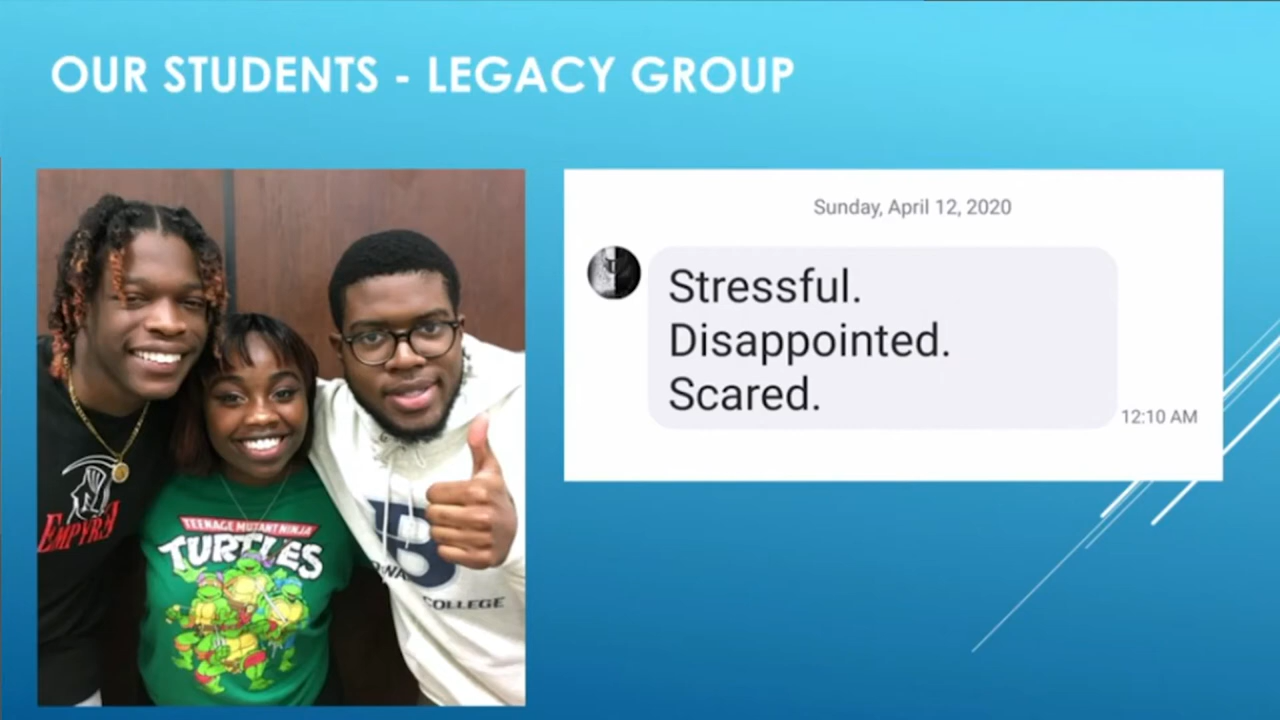 OUR STUDENTS - LEGACY GROUP
Sunday, April 12, 2020
Stressful.
Disappointed.
Scared.
12:10 AM
EMPYRE
TEENAGE MUTANT NINJA
TURTLES
B
COLLEGE